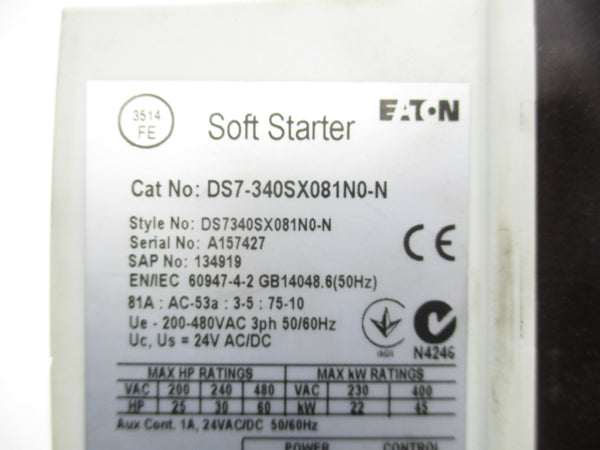 3514
FE
Soft Starter
EATON
Cat No: DS7-340SX081N0-N
Style No: DS7340SX081N0-N
Serial No: A157427
SAP No: 134919
EN/IEC 60947-4-2 GB14048.6(50Hz)
81A : AC-53a : 3-5 : 75-10
Ue - 200-480VAC 3ph 50/60Hz
Uc, Us = 24V AC/DC
CE
N4246
MAX HP RATINGS MAX kW RATINGS
VAC 200 240 480 VAC 230 400
HP 25 30 60 kW 22 45
Aux Cont. 1A, 24VAC/DC 50/60Hz
POWER CONTROL